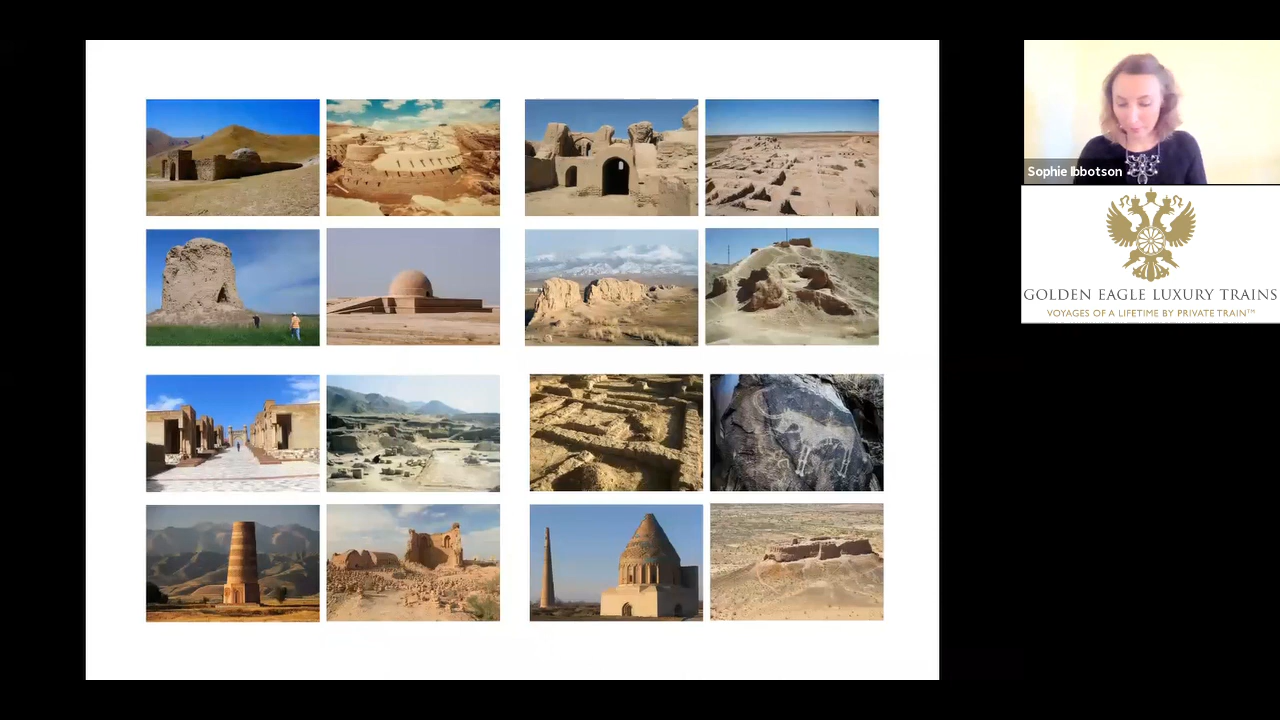 Sophie Ibbotson
GOLDEN EAGLE LUXURY TRAINS
VOYAGES OF A LIFETIME BY PRIVATE TRAIN™